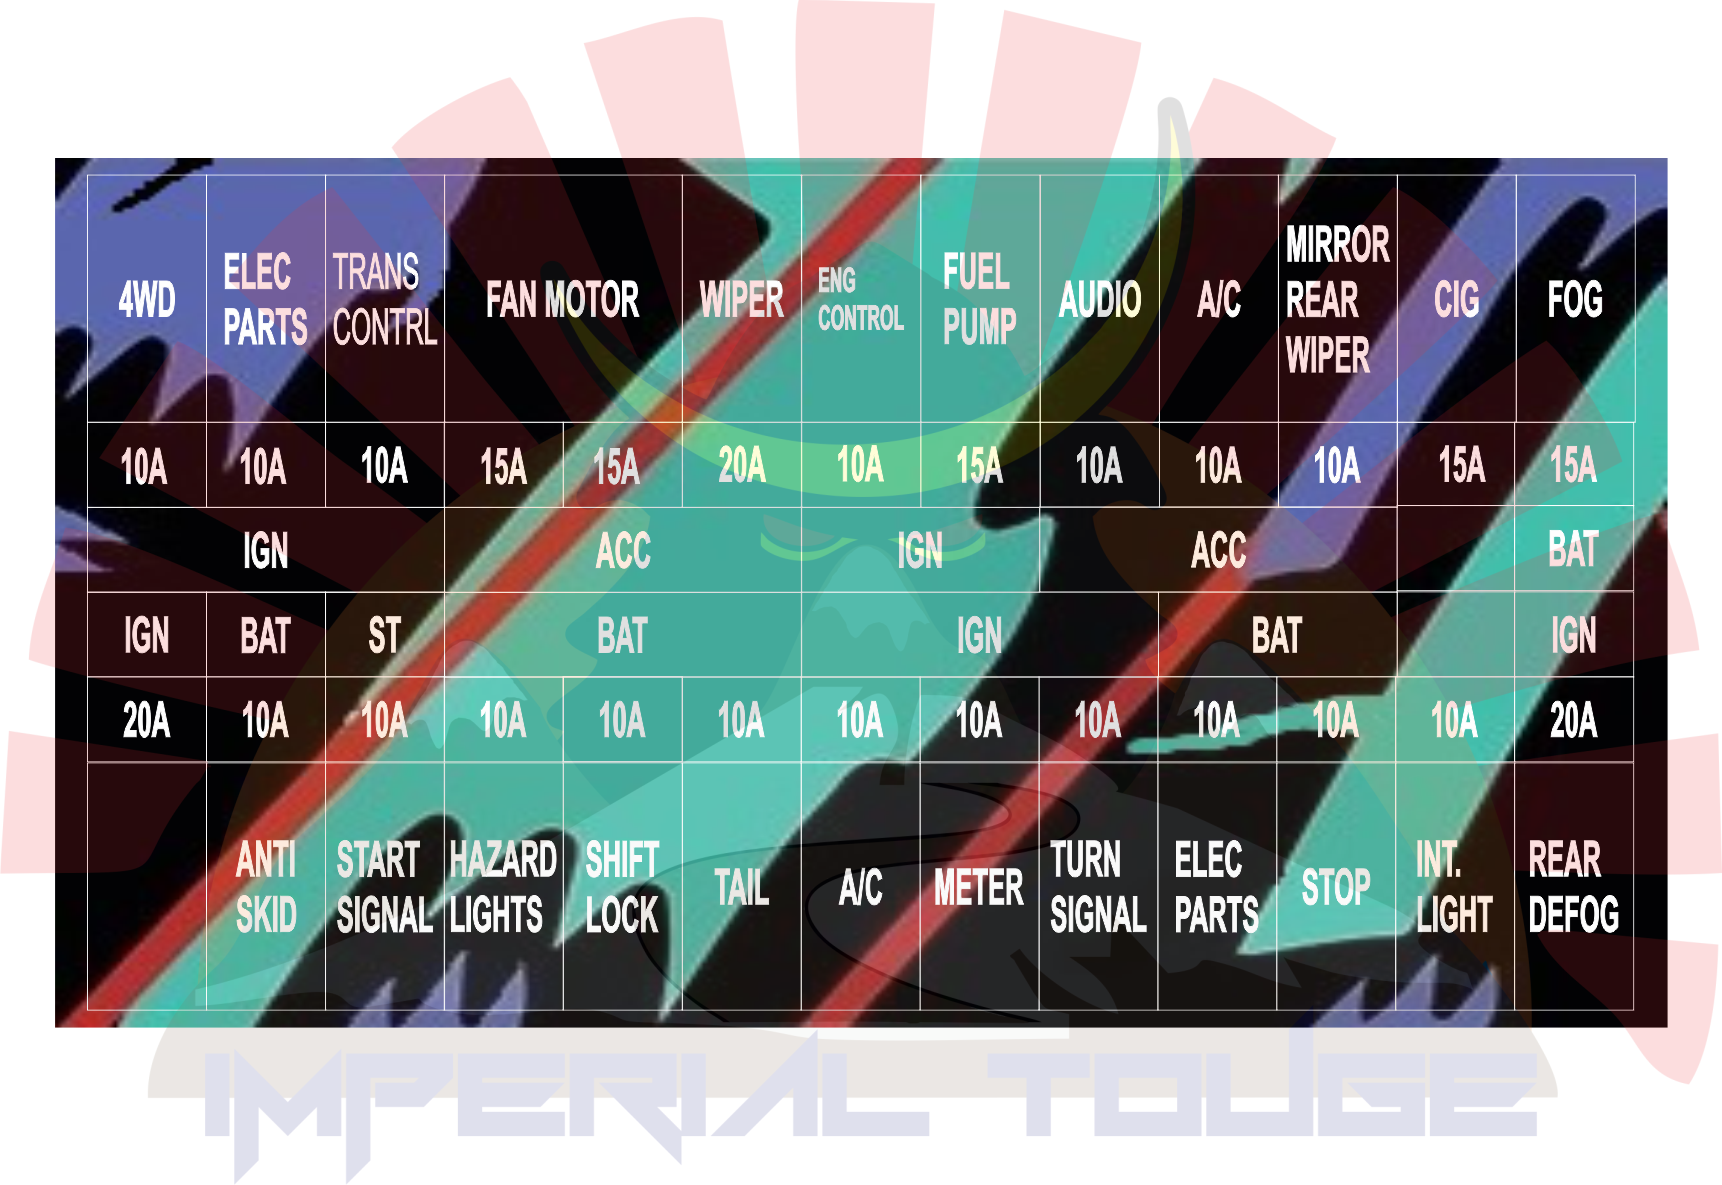 4WD
ELEC
PARTS
TRANS
CONTRL
FAN MOTOR
WIPER
ENG
CONTROL
FUEL
PUMP
AUDIO
A/C
MIRROR
REAR
WIPER
CIG
FOG
10A 10A 10A 15A 15A 20A 10A 15A 10A 10A 10A 15A 15A
IGN ACC IGN ACC BAT
IGN BAT ST BAT IGN BAT IGN
20A 10A 10A 10A 10A 10A 10A 10A 10A 10A 10A 10A 20A
ANTI
SKID
START
SIGNAL
HAZARD
LIGHTS
SHIFT
LOCK
TAIL
A/C
METER
TURN
SIGNAL
ELEC
PARTS
STOP
INT.
LIGHT
REAR
DEFOG
IMPERIAL TOUGE